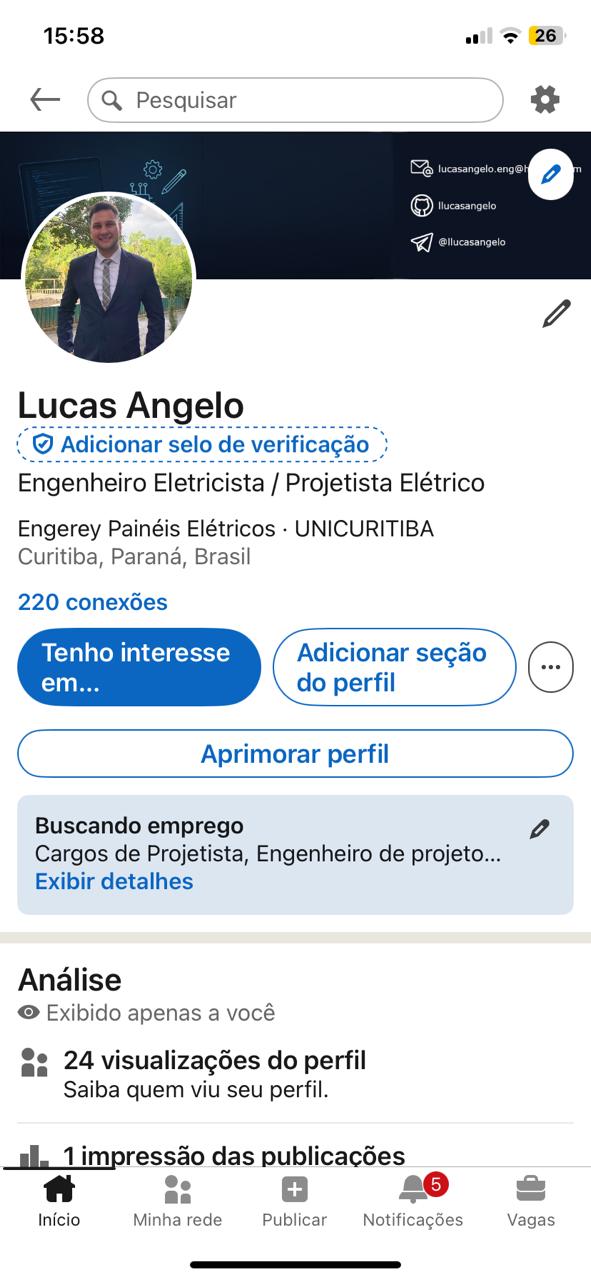 15:58
26
Pesquisar
lucasangelo.eng@h
m
llucasangelo
@llucasangelo
Lucas Angelo
Adicionar selo de verificação
Engenheiro Eletricista / Projetista Elétrico
Engerey Painéis Elétricos · UNICURITIBA
Curitiba, Paraná, Brasil
220 conexões
Tenho interesse
em...
Adicionar seção
do perfil
Aprimorar perfil
Buscando emprego
Cargos de Projetista, Engenheiro de projeto...
Exibir detalhes
Análise
Exibido apenas a você
24 visualizações do perfil
Saiba quem viu seu perfil.
1 impressão das publicações
5
Início
Minha rede
Publicar
Notificações
Vagas